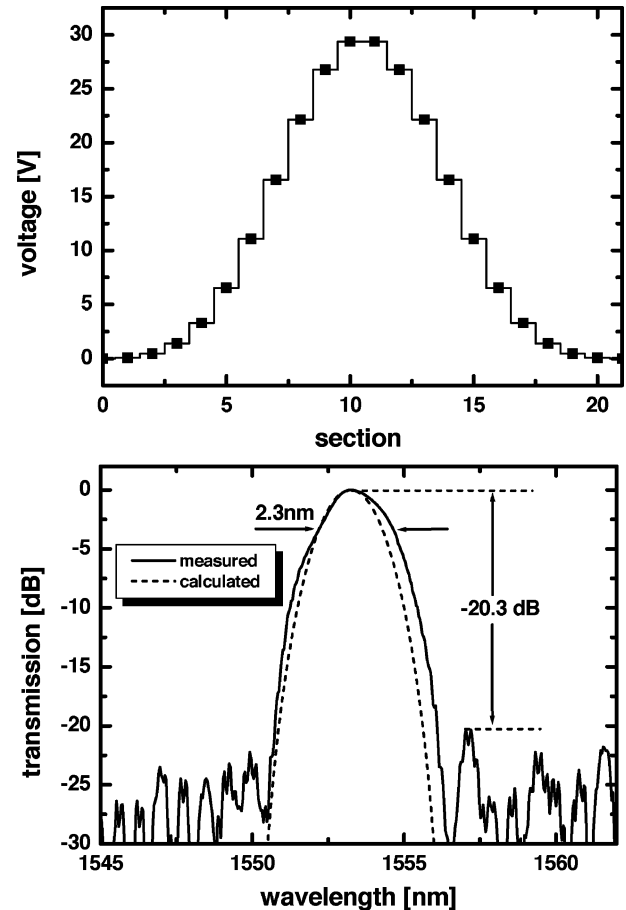 30
25
20
15
10
5
0
voltage [V]
0 5 10 15 20
section
0
-5
-10
-15
-20
-25
-30
transmission [dB]
2.3nm
measured
calculated
-20.3 dB
1545 1550 1555 1560
wavelength [nm]